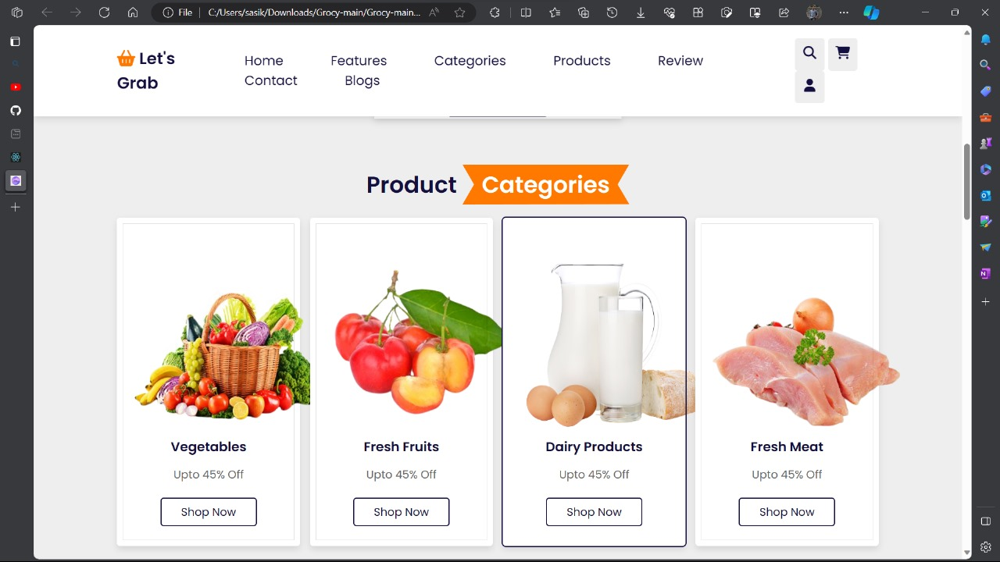 File
C:/Users/sasik/Downloads/Grocy-main/Grocy-main...
Let's
Grab
Home Features Categories Products Review
Contact Blogs
Product Categories
Vegetables Fresh Fruits Dairy Products Fresh Meat
Upto 45% Off Upto 45% Off Upto 45% Off Upto 45% Off
Shop Now Shop Now Shop Now Shop Now